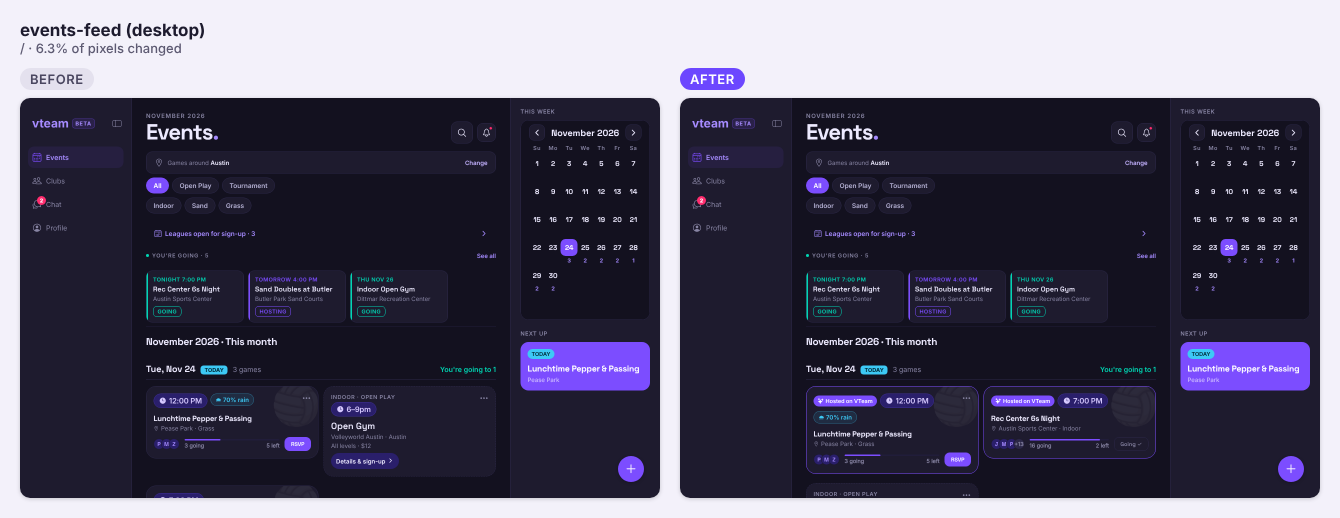 events-feed (desktop)
/ · 6.3% of pixels changed
BEFORE
vteam BETA
Events
Clubs
2
Chat
Profile
NOVEMBER 2026
Events.
Games around Austin
Change
All
Open Play
Tournament
Indoor
Sand
Grass
Leagues open for sign-up · 3
YOU'RE GOING · 5
See all
TONIGHT 7:00 PM
Rec Center 6s Night
Austin Sports Center
GOING
TOMORROW 4:00 PM
Sand Doubles at Butler
Butler Park Sand Courts
HOSTING
THU NOV 26
Indoor Open Gym
Dittmar Recreation Center
GOING
November 2026 · This month
Tue, Nov 24 TODAY 3 games
You're going to 1
12:00 PM
70% rain
Lunchtime Pepper & Passing
Pease Park · Grass
P M Z
3 going
5 left
RSVP
INDOOR · OPEN PLAY
6–9pm
Open Gym
Volleyworld Austin · Austin
All levels · $12
Details & sign-up
THIS WEEK
November 2026
Su Mo Tu We Th Fr Sa
1 2 3 4 5 6 7
8 9 10 11 12 13 14
15 16 17 18 19 20 21
22 23 24 25 26 27 28
3 2 2 2 1
29 30
2 2
NEXT UP
TODAY
Lunchtime Pepper & Passing
Pease Park
AFTER
vteam BETA
Events
Clubs
2
Chat
Profile
NOVEMBER 2026
Events.
Games around Austin
Change
All
Open Play
Tournament
Indoor
Sand
Grass
Leagues open for sign-up · 3
YOU'RE GOING · 5
See all
TONIGHT 7:00 PM
Rec Center 6s Night
Austin Sports Center
GOING
TOMORROW 4:00 PM
Sand Doubles at Butler
Butler Park Sand Courts
HOSTING
THU NOV 26
Indoor Open Gym
Dittmar Recreation Center
GOING
November 2026 · This month
Tue, Nov 24 TODAY 3 games
You're going to 1
Hosted on VTeam
12:00 PM
70% rain
Lunchtime Pepper & Passing
Pease Park · Grass
P M Z
3 going
5 left
RSVP
Hosted on VTeam
7:00 PM
Rec Center 6s Night
Austin Sports Center · Indoor
J M P +13
16 going
2 left
Going ✓
INDOOR · OPEN PLAY
THIS WEEK
November 2026
Su Mo Tu We Th Fr Sa
1 2 3 4 5 6 7
8 9 10 11 12 13 14
15 16 17 18 19 20 21
22 23 24 25 26 27 28
3 2 2 2 1
29 30
2 2
NEXT UP
TODAY
Lunchtime Pepper & Passing
Pease Park